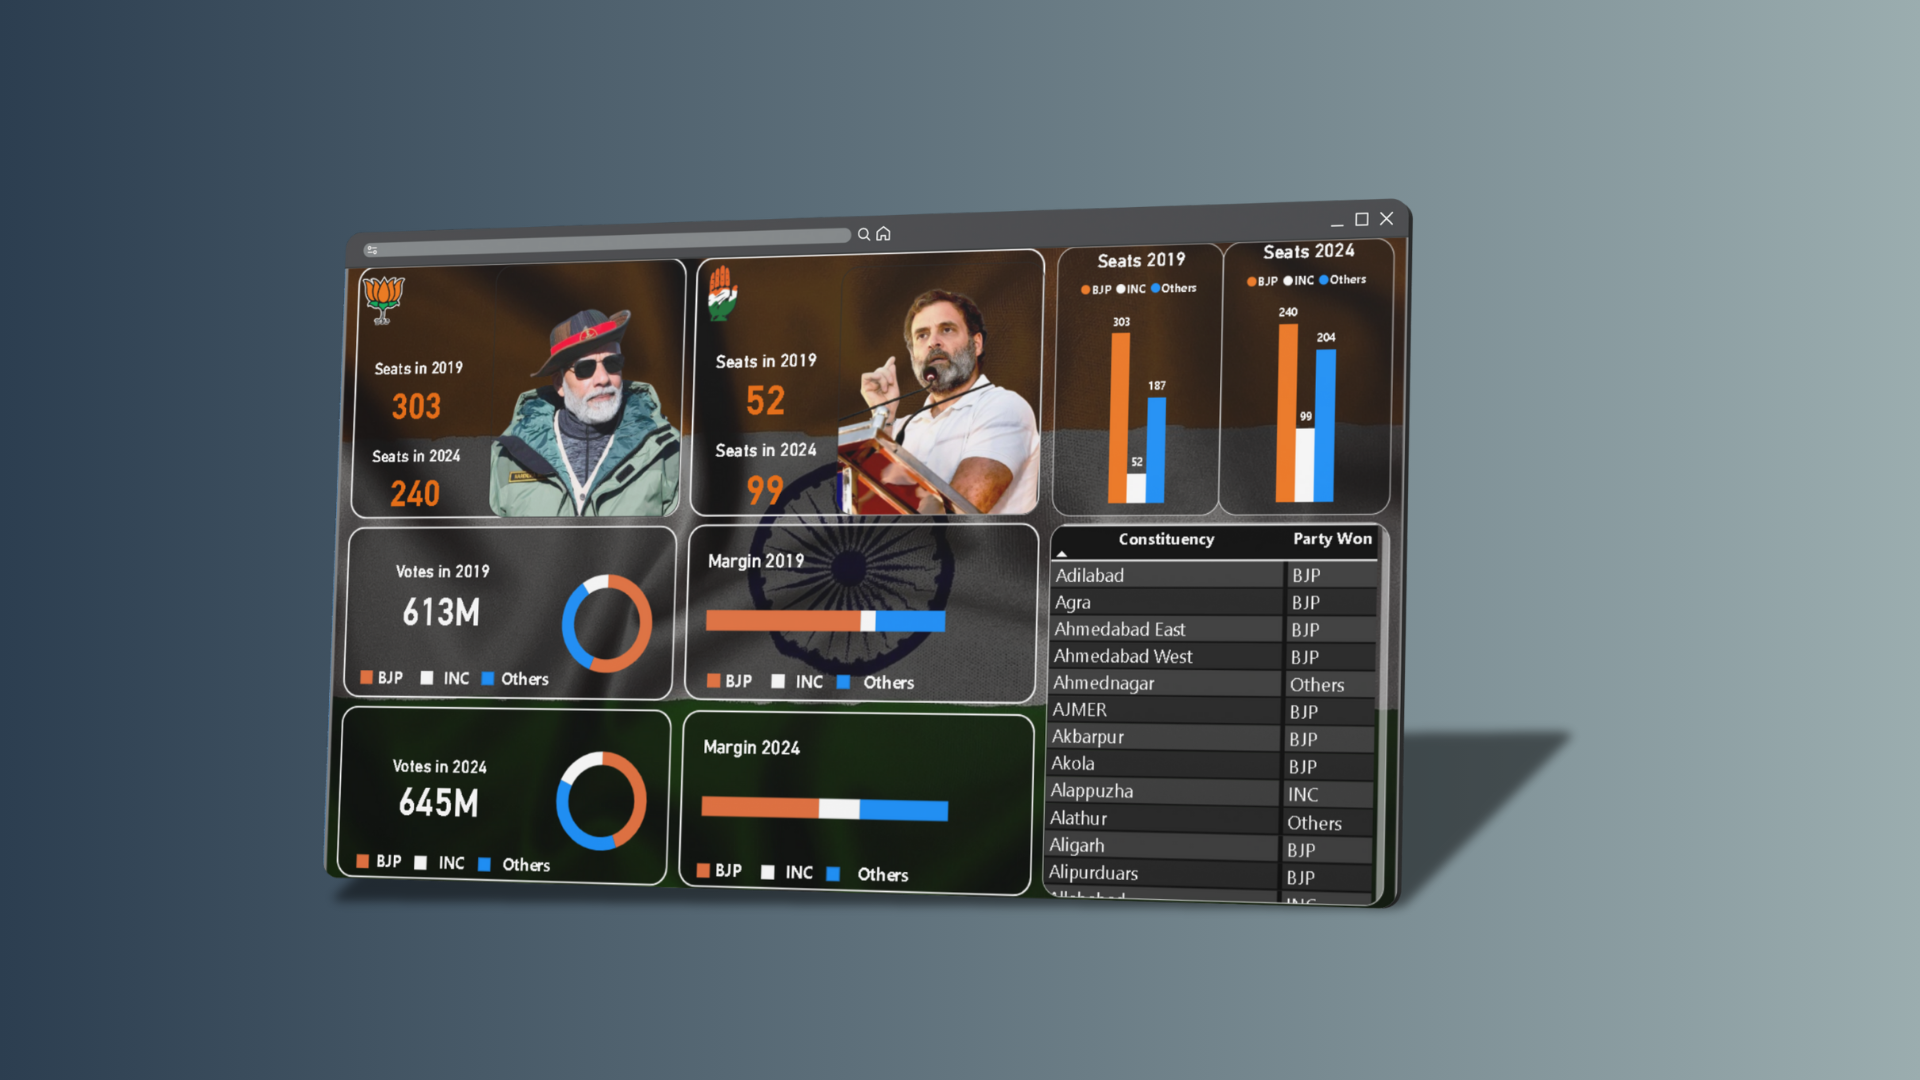 Seats in 2019
303
Seats in 2024
240
Seats in 2019
52
Seats in 2024
99
Seats 2019
BJP INC Others
303
52
187
Seats 2024
BJP INC Others
240
99
204
Votes in 2019
613M
BJP INC Others
Margin 2019
BJP INC Others
Votes in 2024
645M
BJP INC Others
Margin 2024
BJP INC Others
Constituency Party Won
Adilabad BJP
Agra BJP
Ahmedabad East BJP
Ahmedabad West BJP
Ahmednagar Others
AJMER BJP
Akbarpur BJP
Akola BJP
Alappuzha INC
Alathur Others
Aligarh BJP
Alipurduars BJP
Allahabad INC